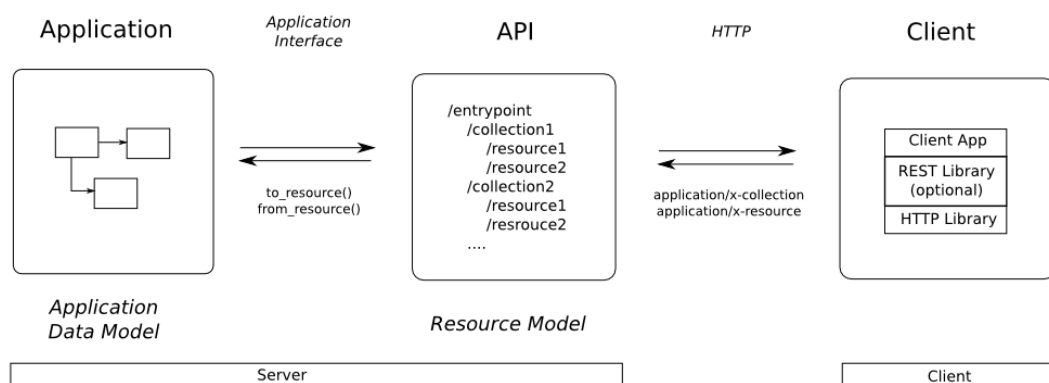 Application
Application
Interface
API
HTTP
Client
/entrypoint
/collection1
/resource1
/resource2
/collection2
/resource1
/resrouce2
....
to_resource()
from_resource()
application/x-collection
application/x-resource
Client App
REST Library
(optional)
HTTP Library
Application
Data Model
Resource Model
Server
Client